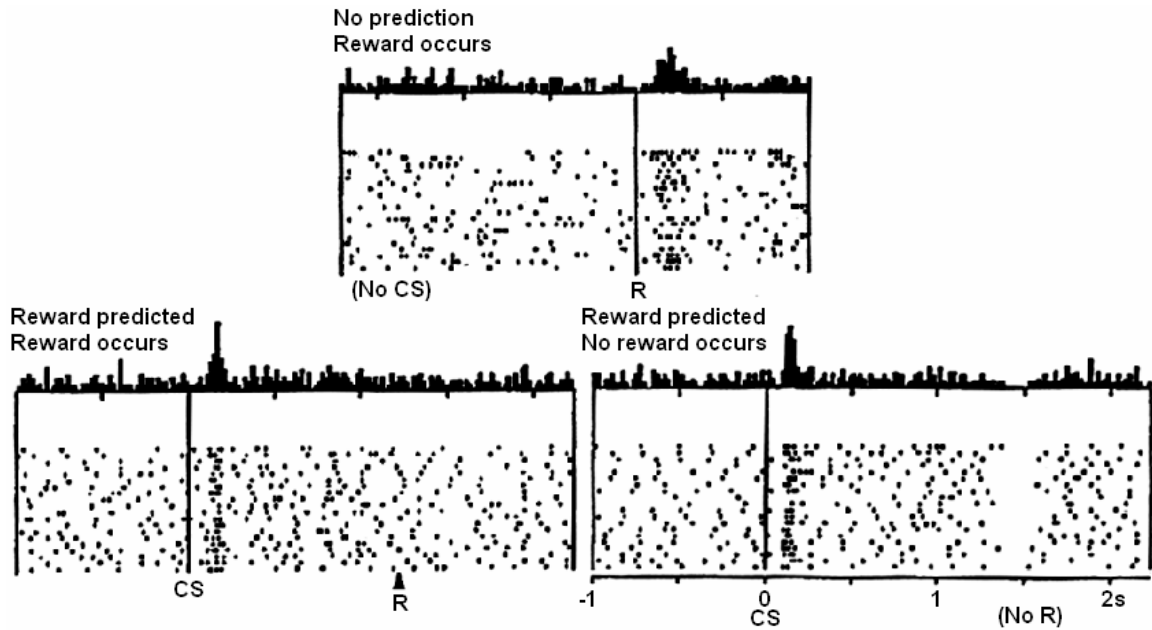 No prediction
Reward occurs
(No CS)
R
Reward predicted
Reward occurs
CS
R
Reward predicted
No reward occurs
-1
0
1
2s
CS
(No R)